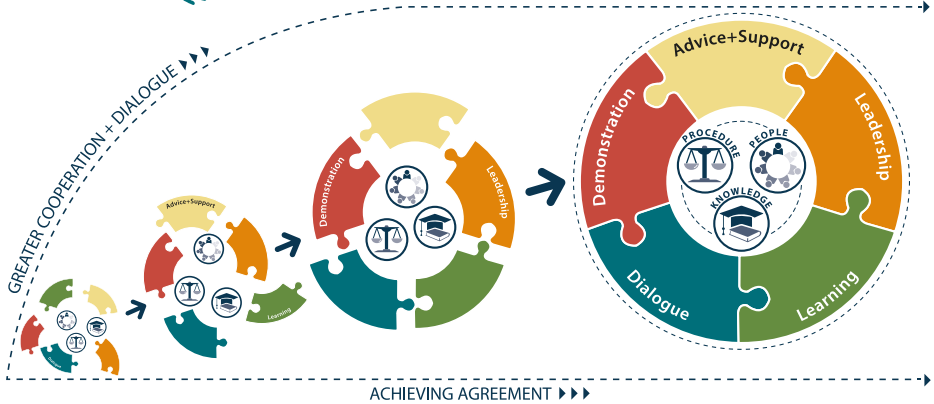 GREATER COOPERATION + DIALOGUE
Dialogue
Advice+Support
Learning
Demonstration
Leadership
Advice+Support
Demonstration
Leadership
PROCEDURE
PEOPLE
KNOWLEDGE
Dialogue
Learning
ACHIEVING AGREEMENT